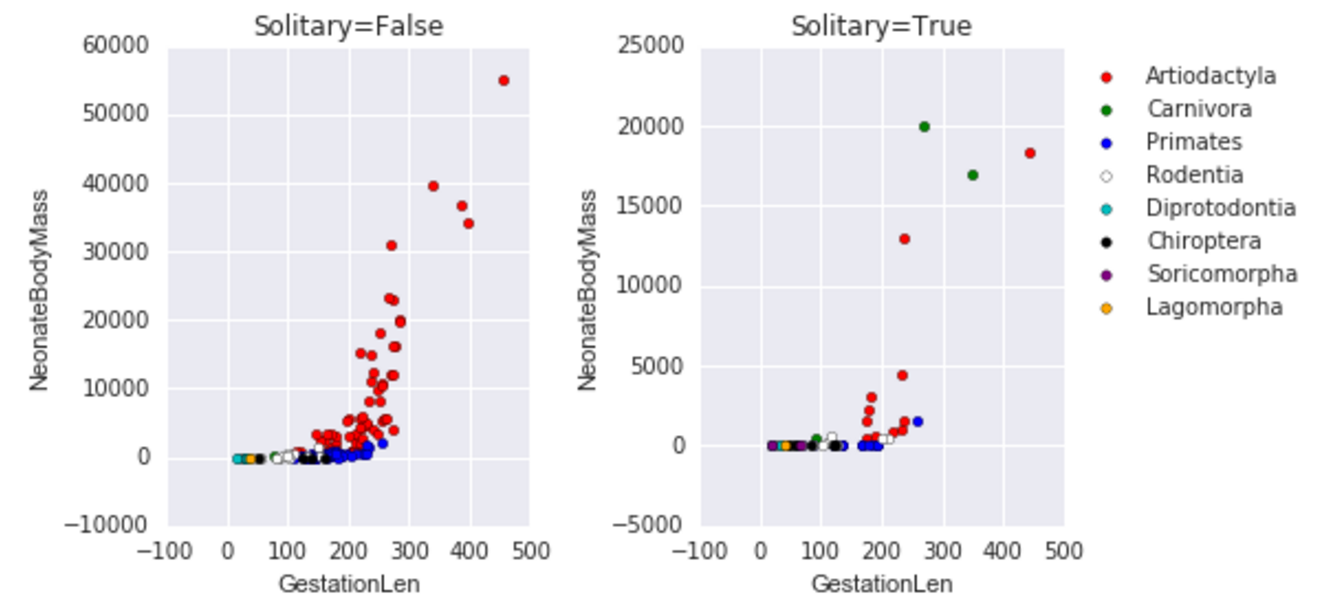 Solitary=False
60000
50000
40000
30000
20000
10000
0
−10000
−100
0
100
200
300
400
500
GestationLen
NeonateBodyMass
Solitary=True
25000
20000
15000
10000
5000
0
−5000
−100
0
100
200
300
400
500
GestationLen
NeonateBodyMass
Artiodactyla
Carnivora
Primates
Rodentia
Diprotodontia
Chiroptera
Soricomorpha
Lagomorpha